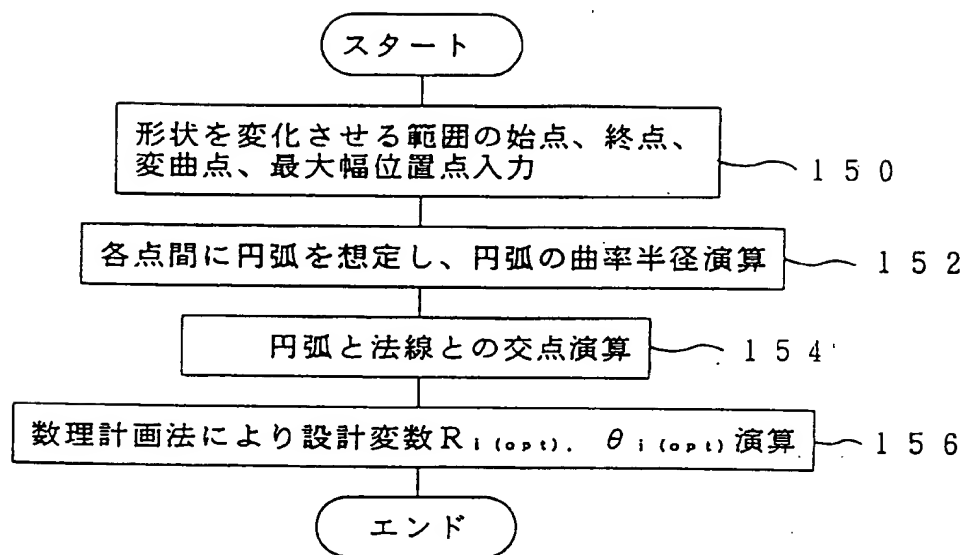 スタート
形状を変化させる範囲の始点、終点、
変曲点、最大幅位置点入力
150
各点間に円弧を想定し、円弧の曲率半径演算
152
円弧と法線との交点演算
154
数理計画法により設計変数Ri(opt). θi(opt)演算
156
エンド